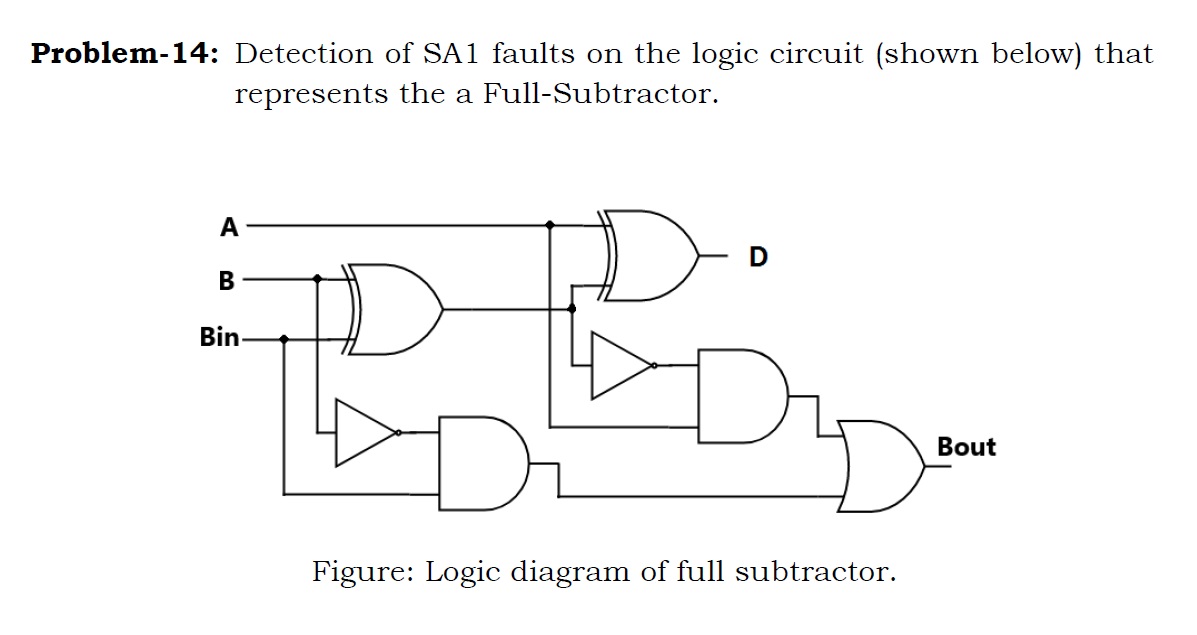 Problem-14: Detection of SA1 faults on the logic circuit (shown below) that
represents the a Full-Subtractor.
A
D
B
Bin
Bout
Figure: Logic diagram of full subtractor.